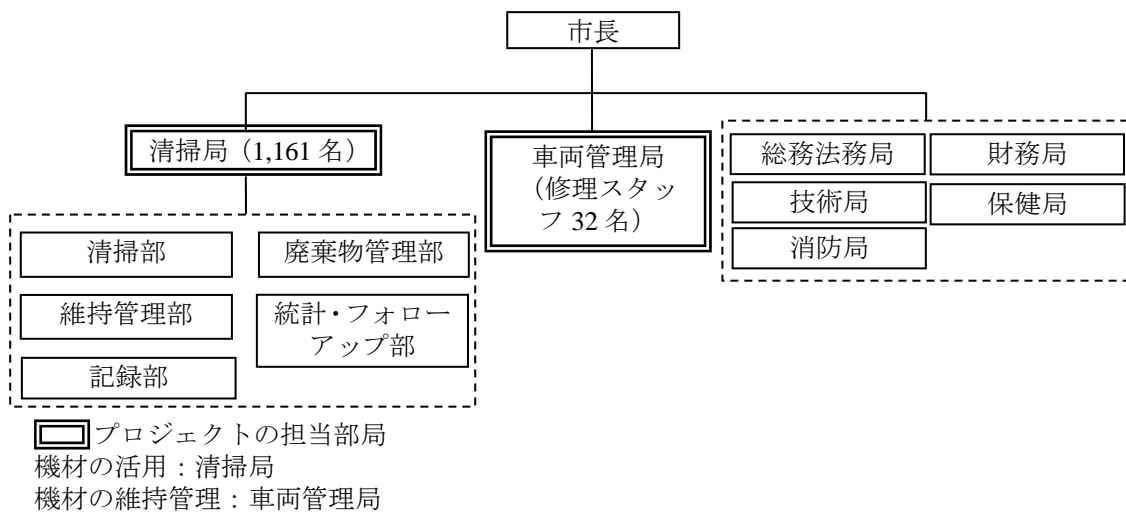 市長
清掃局（1,161 名）
車両管理局
（修理スタッ
フ 32 名）
総務法務局
財務局
技術局
保健局
消防局
清掃部
廃棄物管理部
維持管理部
統計・フォロー
アップ部
記録部
プロジェクトの担当部局
機材の活用：清掃局
機材の維持管理：車両管理局